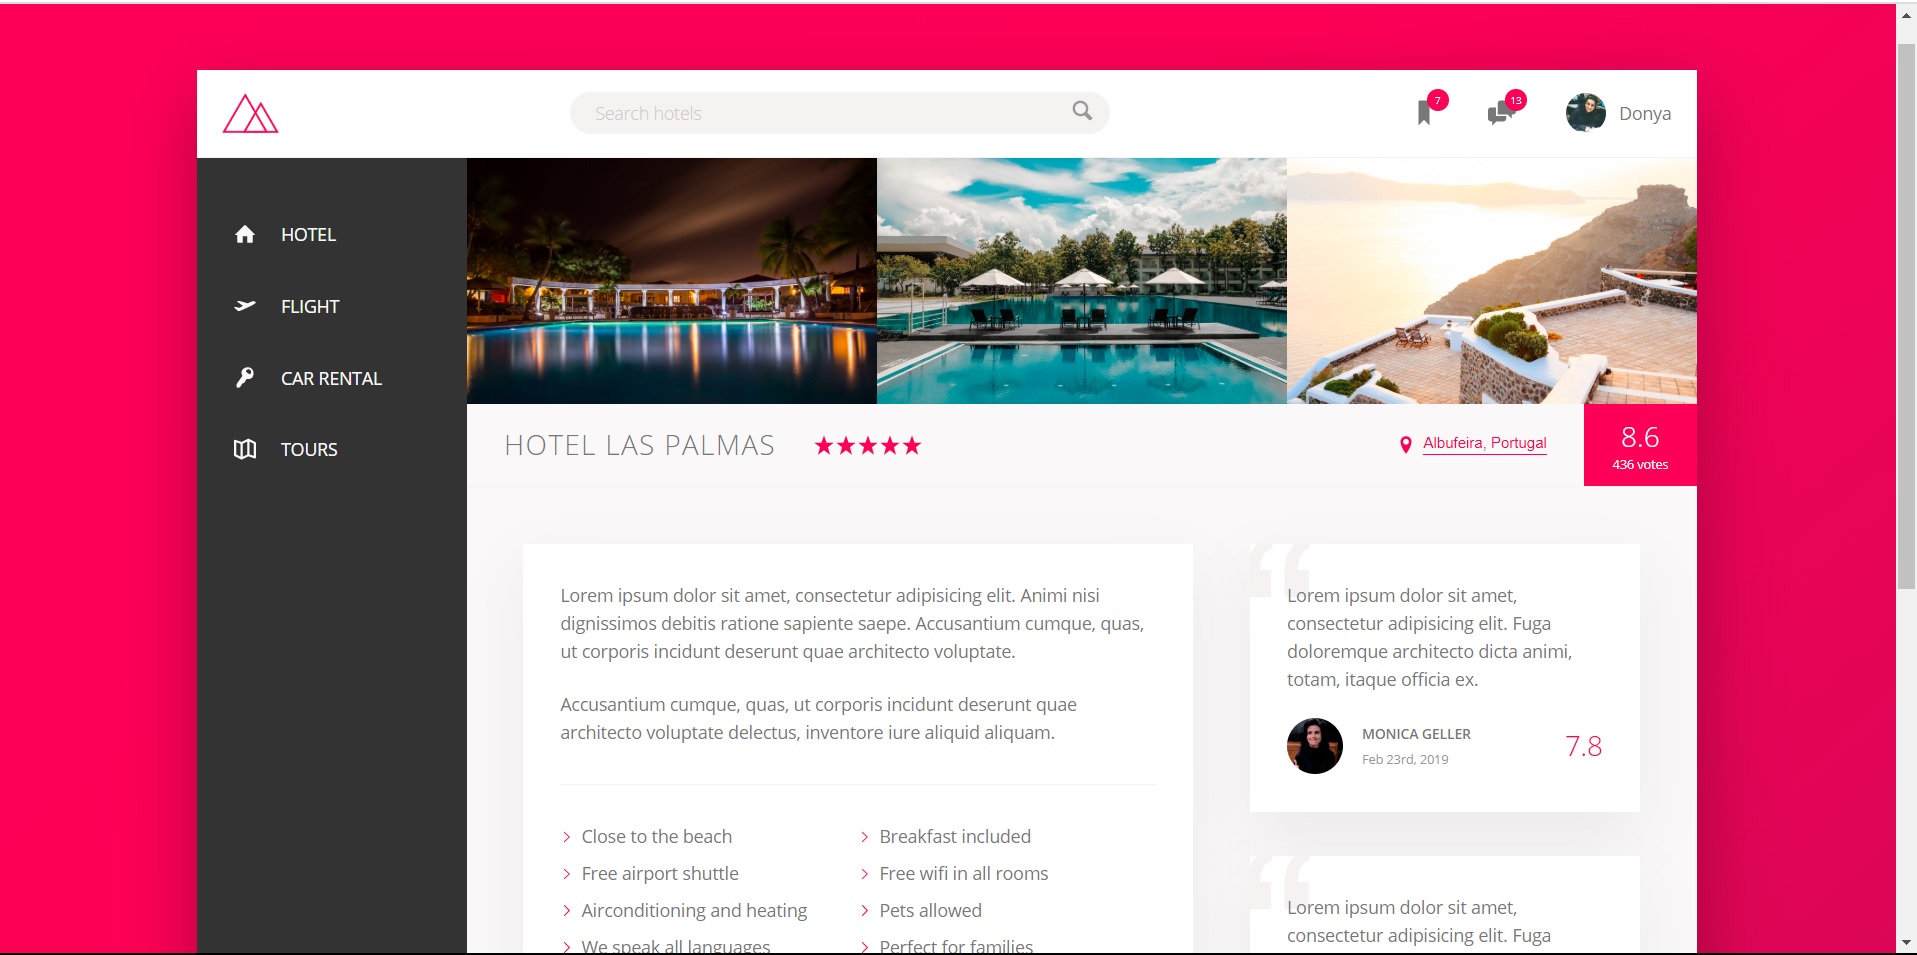 Search hotels
7
13
Donya
HOTEL
FLIGHT
CAR RENTAL
TOURS
HOTEL LAS PALMAS
Albufeira, Portugal
8.6
436 votes
Lorem ipsum dolor sit amet, consectetur adipisicing elit. Animi nisi
dignissimos debitis ratione sapiente saepe. Accusantium cumque, quas,
ut corporis incidunt deserunt quae architecto voluptate.
Accusantium cumque, quas, ut corporis incidunt deserunt quae
architecto voluptate delectus, inventore iure aliquid aliquam.
Close to the beach
Breakfast included
Free airport shuttle
Free wifi in all rooms
Airconditioning and heating
Pets allowed
We speak all languages
Perfect for families
“
Lorem ipsum dolor sit amet,
consectetur adipisicing elit. Fuga
doloremque architecto dicta animi,
totam, itaque officia ex.
MONICA GELLER
Feb 23rd, 2019
7.8
“
Lorem ipsum dolor sit amet,
consectetur adipisicing elit. Fuga